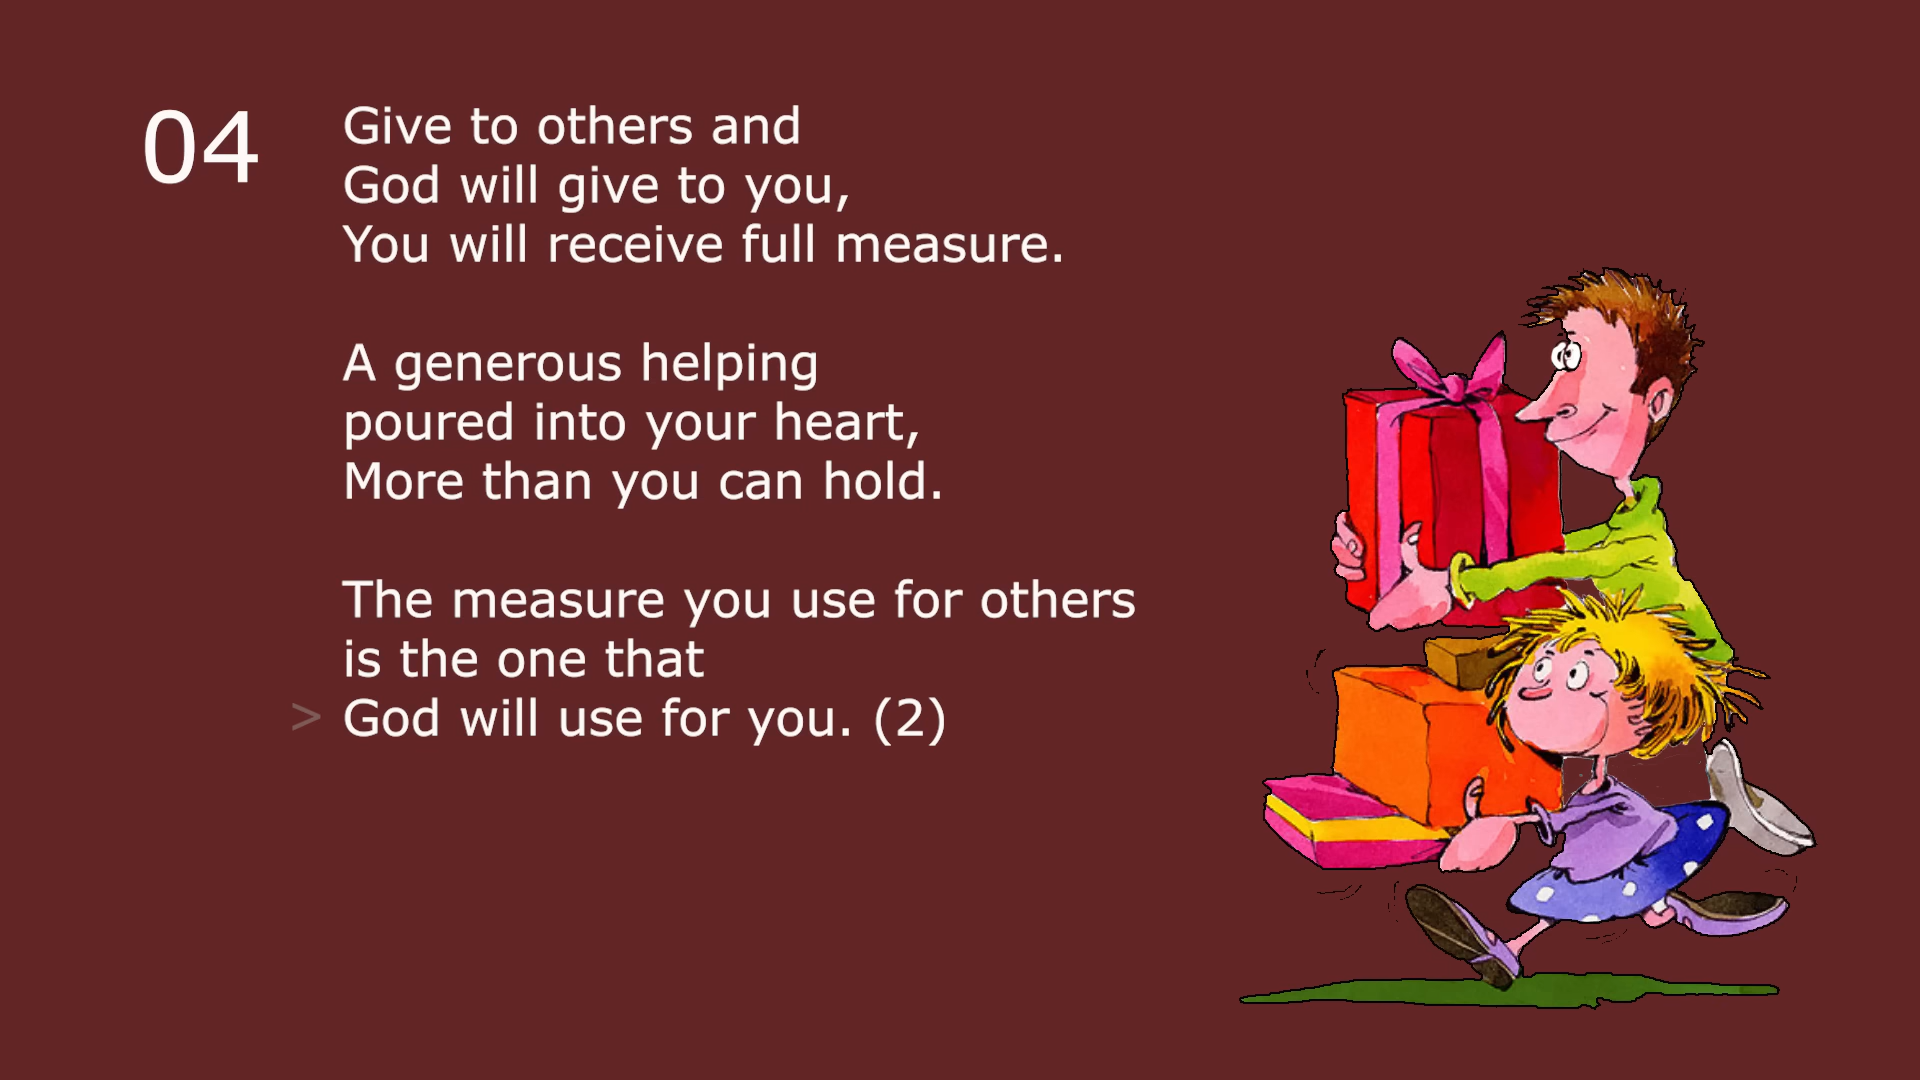 04
Give to others and
God will give to you,
You will receive full measure.
A generous helping
poured into your heart,
More than you can hold.
The measure you use for others
is the one that
> God will use for you. (2)